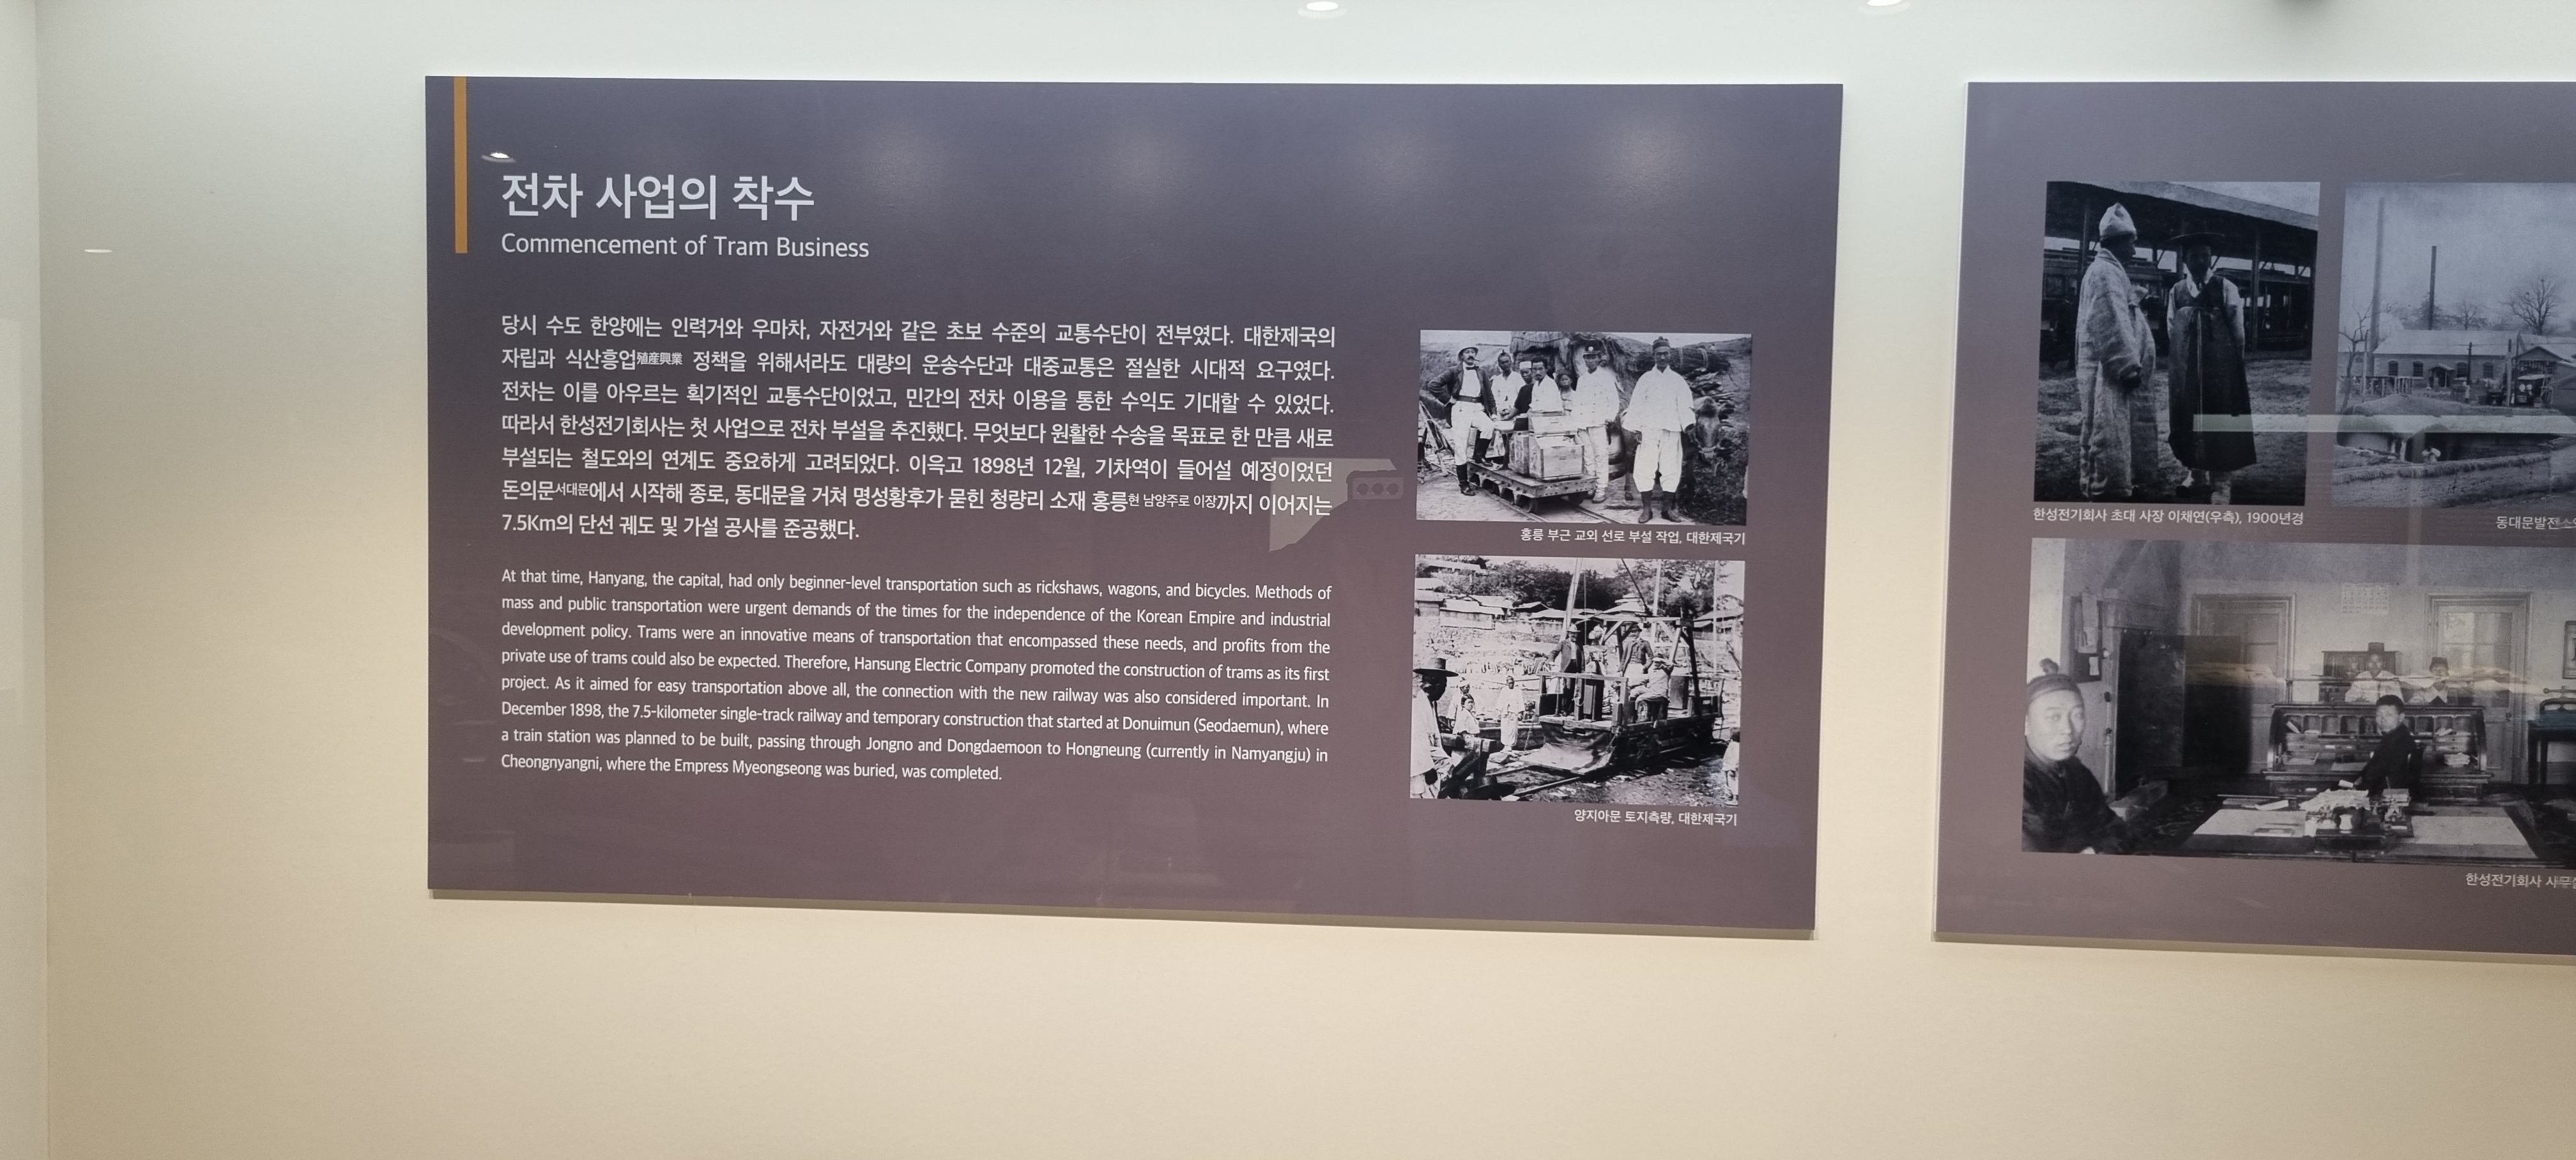 전차 사업의 착수
Commencement of Tram Business
당시 수도 한양에는 인력거와 우마차, 자전거와 같은 초보 수준의 교통수단이 전부였다. 대한제국의
자립과 식산흥업殖産興業 정책을 위해서라도 대량의 운송수단과 대중교통은 절실한 시대적 요구였다.
전차는 이를 아우르는 획기적인 교통수단이었고, 민간의 전차 이용을 통한 수익도 기대할 수 있었다.
따라서 한성전기회사는 첫 사업으로 전차 부설을 추진했다. 무엇보다 원활한 수송을 목표로 한 만큼 새로
부설되는 철도와의 연계도 중요하게 고려되었다. 이윽고 1898년 12월, 기차역이 들어설 예정이었던
돈의문서대문에서 시작해 종로, 동대문을 거쳐 명성황후가 묻힌 청량리 소재 홍릉현 남양주로 이장까지 이어지는
7.5Km의 단선 궤도 및 가설 공사를 준공했다.
At that time, Hanyang, the capital, had only beginner-level transportation such as rickshaws, wagons, and bicycles. Methods of
mass and public transportation were urgent demands of the times for the independence of the Korean Empire and industrial
development policy. Trams were an innovative means of transportation that encompassed these needs, and profits from the
private use of trams could also be expected. Therefore, Hansung Electric Company promoted the construction of trams as its first
project. As it aimed for easy transportation above all, the connection with the new railway was also considered important. In
December 1898, the 7.5-kilometer single-track railway and temporary construction that started at Donuimun (Seodaemun), where
a train station was planned to be built, passing through Jongno and Dongdaemoon to Hongneung (currently in Namyangju) in
Cheongnyangni, where the Empress Myeongseong was buried, was completed.
홍릉 부근 교외 선로 부설 작업, 대한제국기
양지아문 토지측량, 대한제국기
한성전기회사 초대 사장 이채연(우측), 1900년경
동대문발전소
한성전기회사